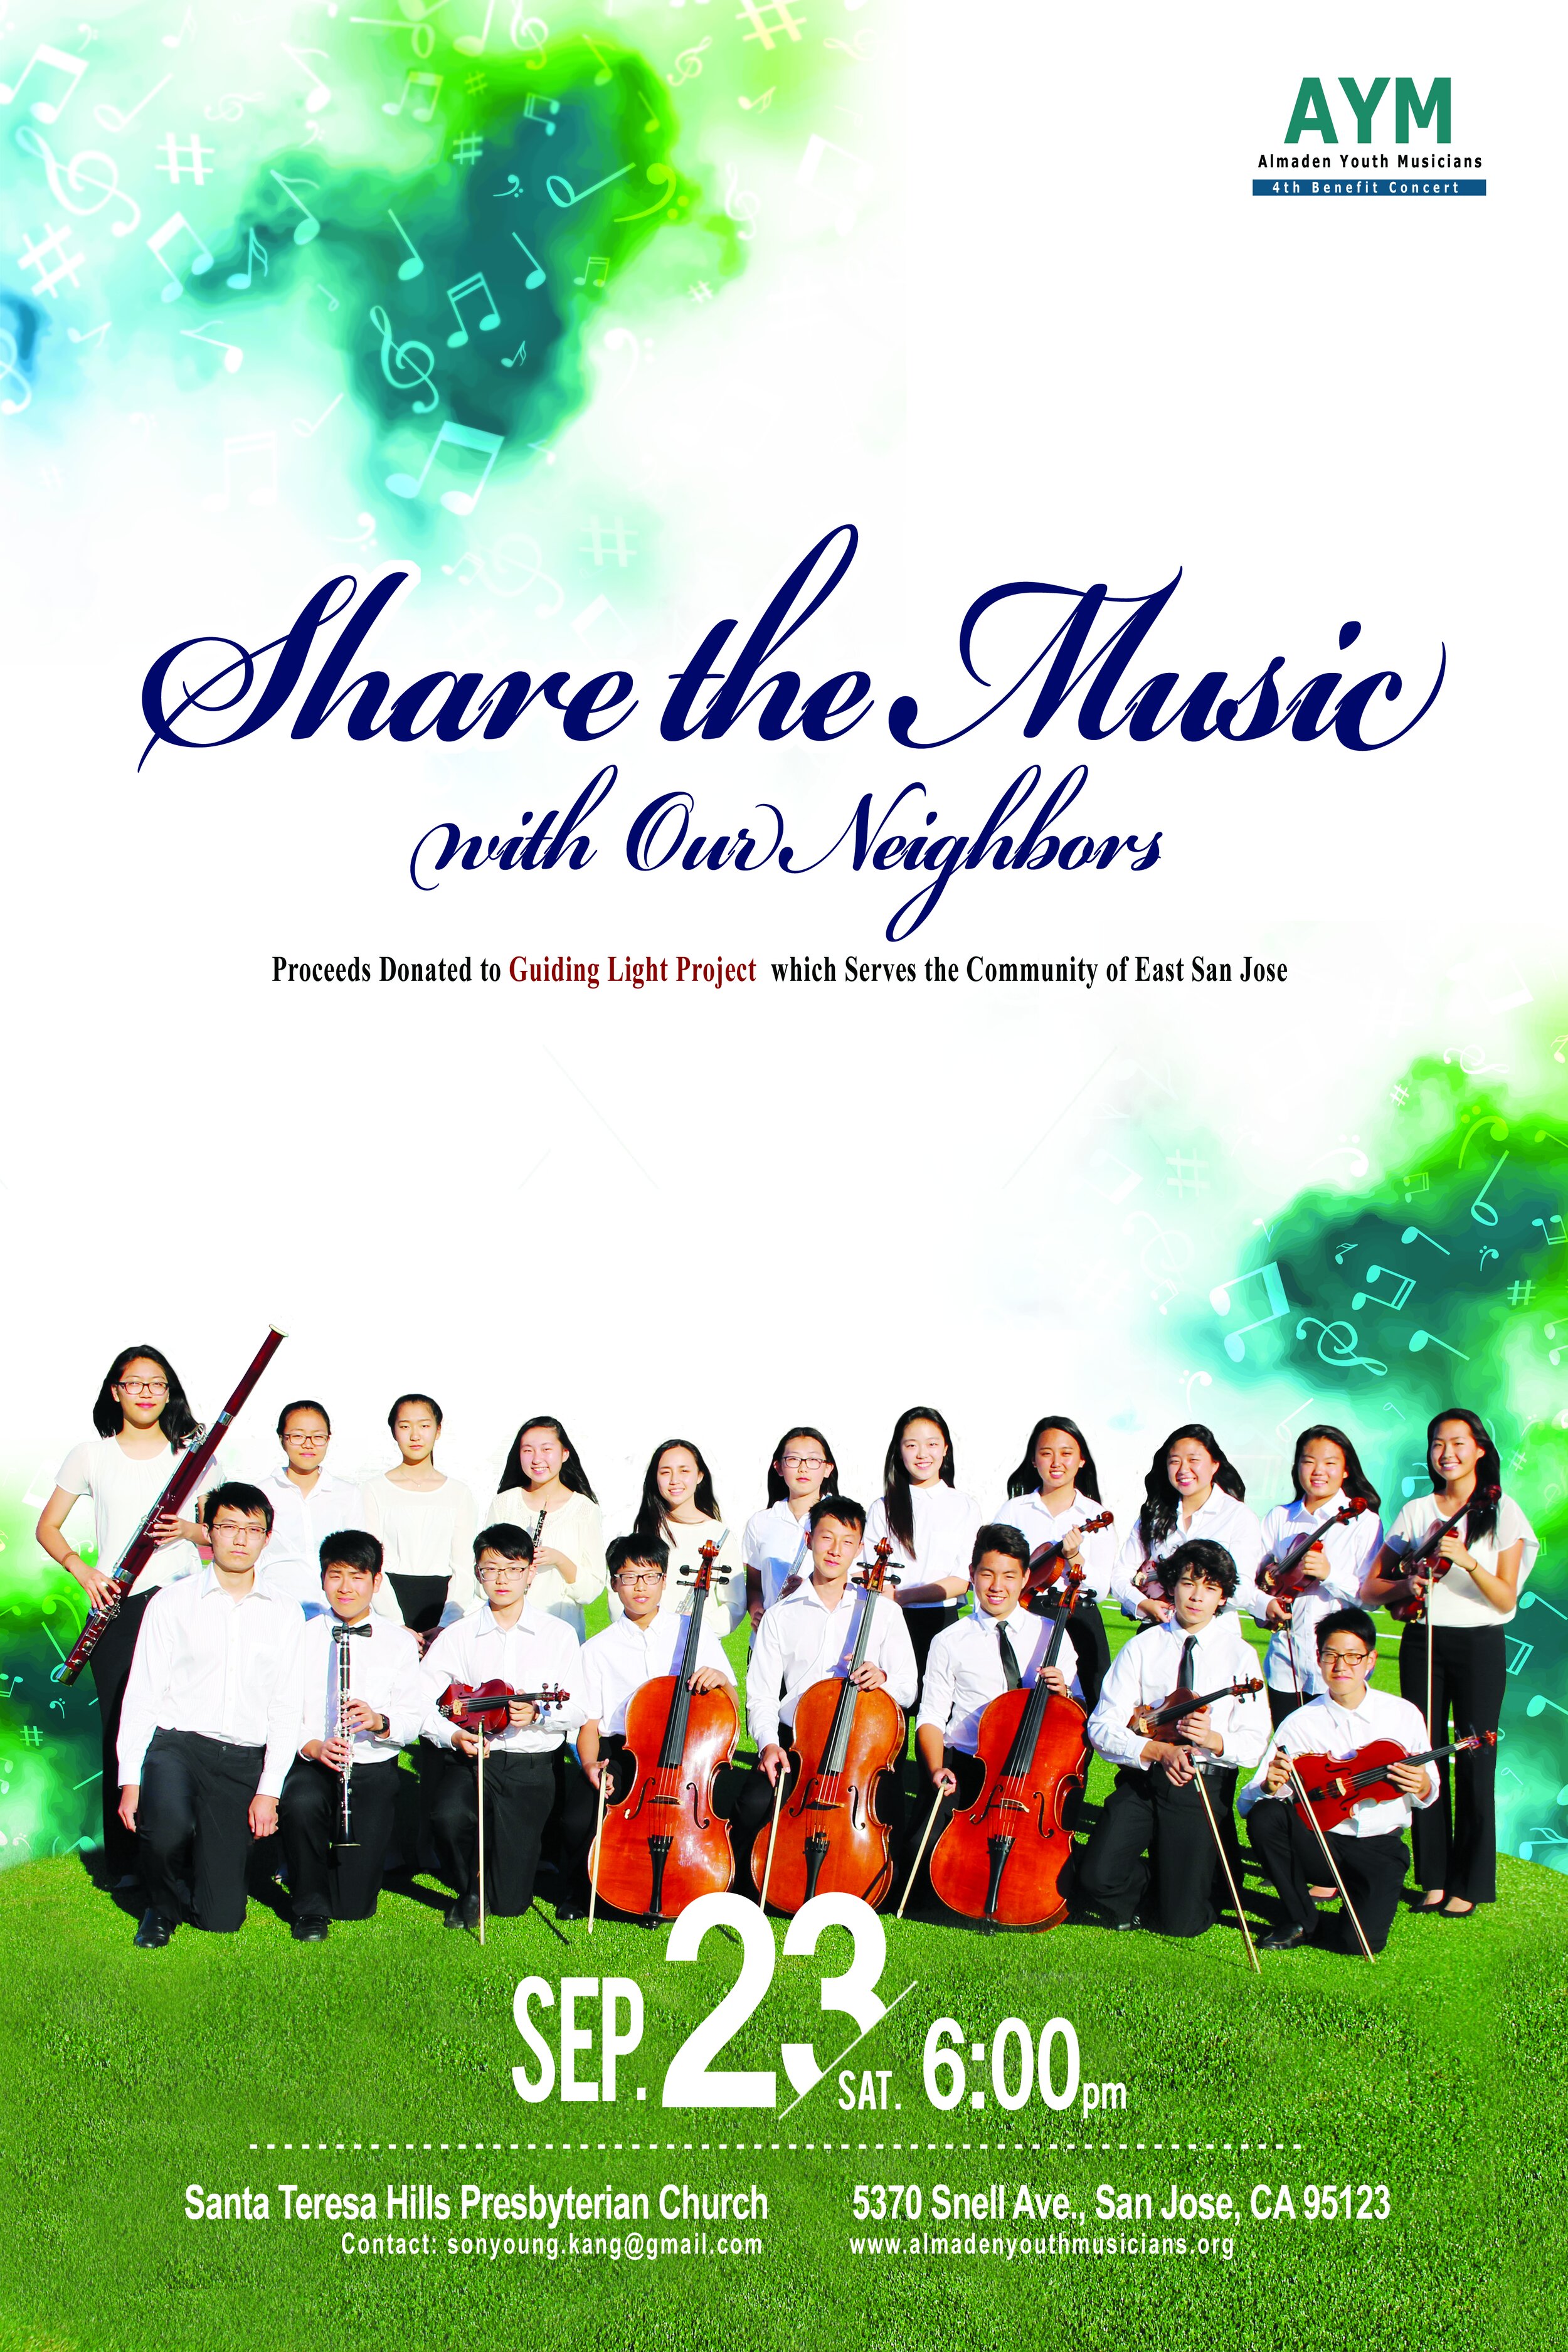 AYM
Almaden Youth Musicians
4th Benefit Concert
Share the Music
with Our Neighbors
Proceeds Donated to Guiding Light Project which Serves the Community of East San Jose
SEP. 23 SAT. 6:00 pm
Santa Teresa Hills Presbyterian Church
5370 Snell Ave., San Jose, CA 95123
Contact: sonyoung.kang@gmail.com
www.almadenyouthmusicians.org